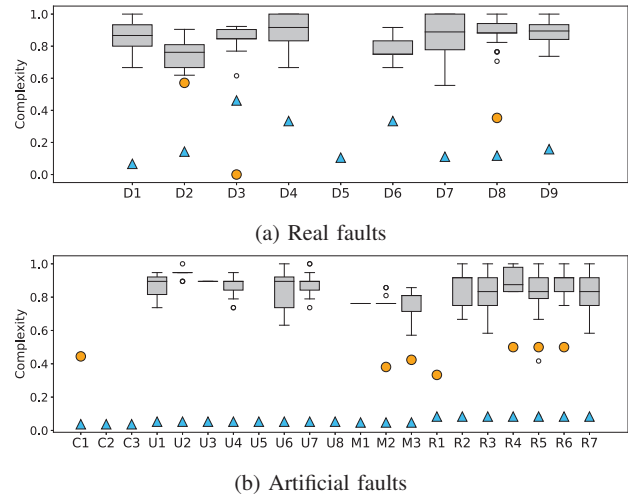 1.0
0.8
0.6
0.4
0.2
0.0
Complexity
D1 D2 D3 D4 D5 D6 D7 D8 D9
(a) Real faults
1.0
0.8
0.6
0.4
0.2
0.0
Complexity
C1 C2 C3 U1 U2 U3 U4 U5 U6 U7 U8 M1 M2 M3 R1 R2 R3 R4 R5 R6 R7
(b) Artificial faults